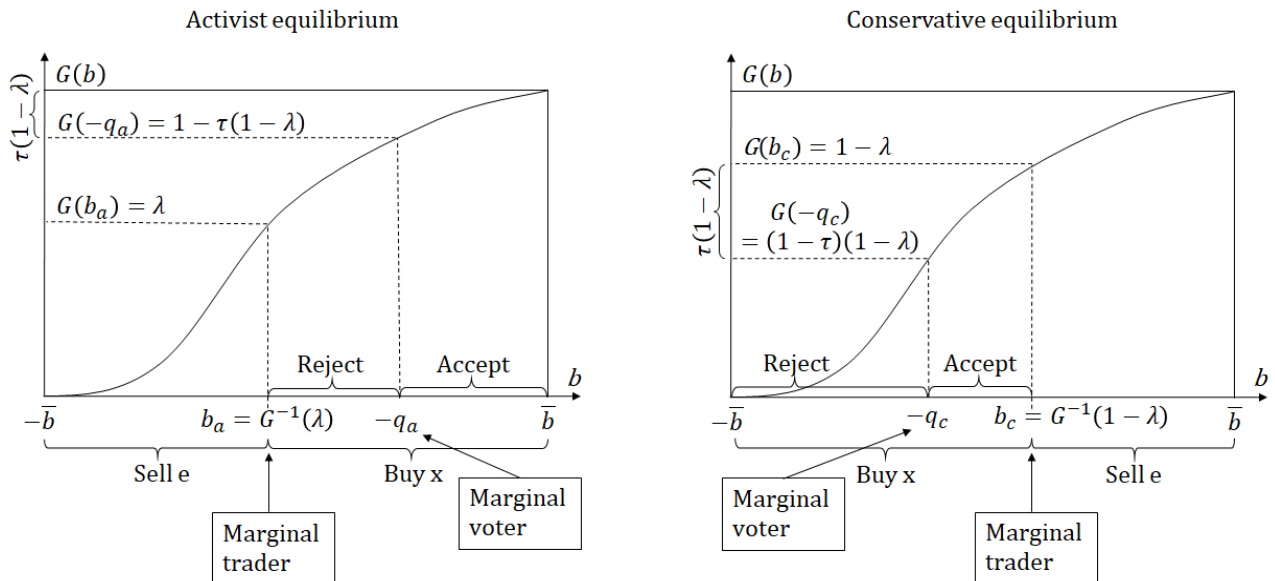 Activist equilibrium
G(b)
τ(1 − λ)
G(−q_a) = 1 − τ(1 − λ)
G(b_a) = λ
Reject
Accept
b
−b̅
b_a = G⁻¹(λ)
−q_a
b̅
Sell e
Buy x
Marginal
voter
Marginal
trader
Conservative equilibrium
G(b)
G(b_c) = 1 − λ
τ(1 − λ)
G(−q_c)
= (1 − τ)(1 − λ)
Reject
Accept
b
−b̅
−q_c
b_c = G⁻¹(1 − λ)
b̅
Buy x
Sell e
Marginal
voter
Marginal
trader